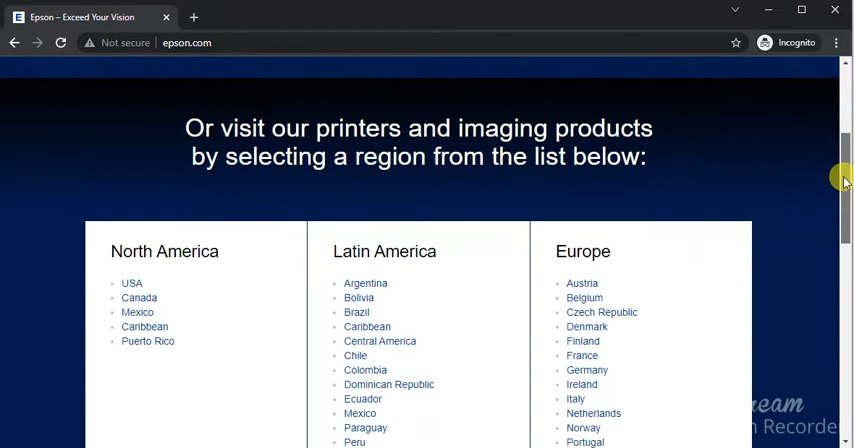 Epson – Exceed Your Vision
Not secure
epson.com
Incognito
Or visit our printers and imaging products
by selecting a region from the list below:
North America
USA
Canada
Mexico
Caribbean
Puerto Rico
Latin America
Argentina
Bolivia
Brazil
Caribbean
Central America
Chile
Colombia
Dominican Republic
Ecuador
Mexico
Paraguay
Peru
Europe
Austria
Belgium
Czech Republic
Denmark
Finland
France
Germany
Ireland
Italy
Netherlands
Norway
Portugal